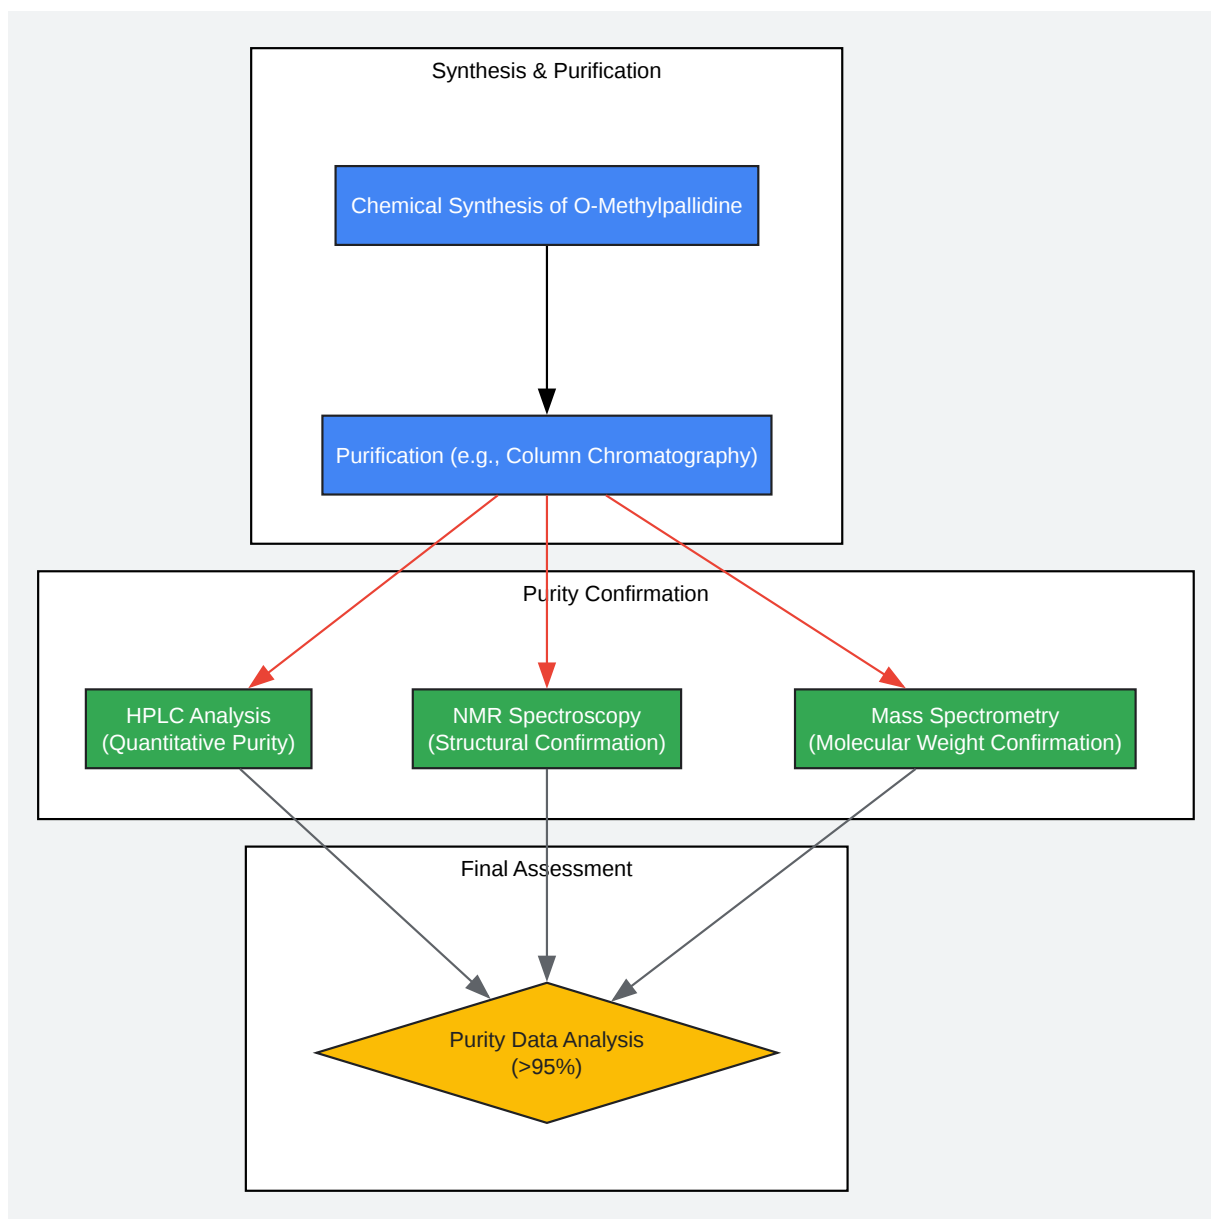 Synthesis & Purification
Chemical Synthesis of O-Methylpallidine
Purification (e.g., Column Chromatography)
Purity Confirmation
HPLC Analysis
(Quantitative Purity)
NMR Spectroscopy
(Structural Confirmation)
Mass Spectrometry
(Molecular Weight Confirmation)
Final Assessment
Purity Data Analysis
(>95%)